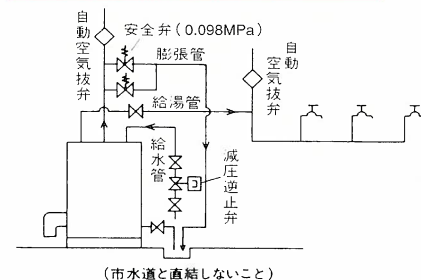 自動空気抜弁
安全弁（0.098MPa）
膨張管
自動空気抜弁
給湯管
給水管
減圧逆止弁
（市水道と直結しないこと）